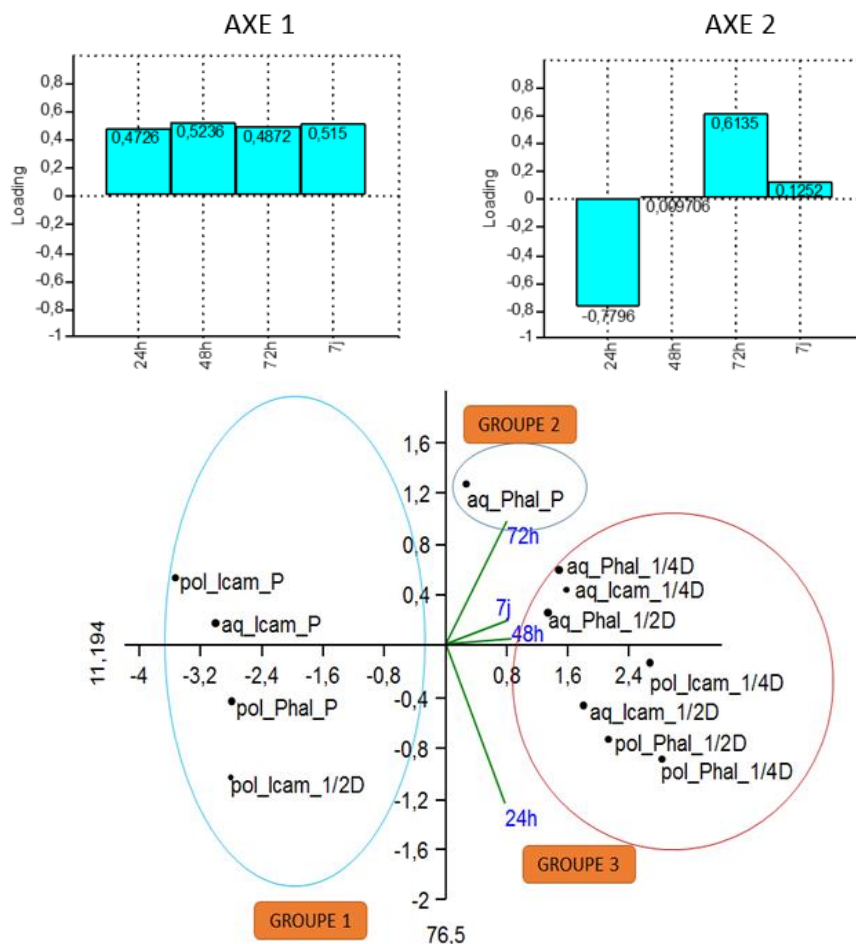 AXE 1
AXE 2
0,8
0,6
0,4
0,2
0
-0,2
-0,4
-0,6
-0,8
-1
Loading
0,4726
0,5236
0,4872
0,515
24h
48h
72h
7j
0,8
0,6
0,4
0,2
0
-0,2
-0,4
-0,6
-0,8
-1
Loading
-0,7796
0,009706
0,6135
0,1252
24h
48h
72h
7j
GROUPE 2
1,6
1,2
0,8
0,4
aq_Phal_P
72h
aq_Phal_1/4D
aq_Icam_1/4D
aq_Phal_1/2D
7j
48h
pol_Icam_P
aq_Icam_P
11,194
-4
-3,2
-2,4
-1,6
-0,8
0,8
1,6
2,4
-0,4
-0,8
-1,2
-1,6
-2
pol_Phal_P
pol_Icam_1/2D
pol_Icam_1/4D
aq_Icam_1/2D
pol_Phal_1/2D
pol_Phal_1/4D
24h
GROUPE 3
GROUPE 1
76,5